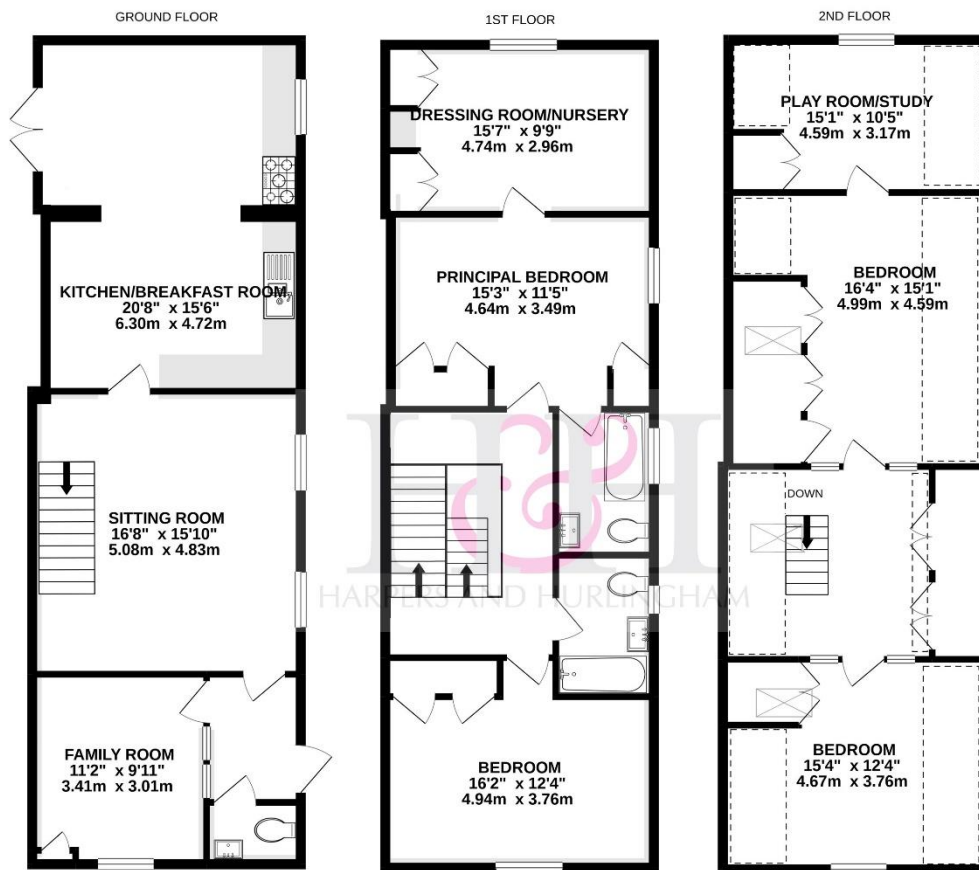 GROUND FLOOR
KITCHEN/BREAKFAST ROOM
20'8" x 15'6"
6.30m x 4.72m
SITTING ROOM
16'8" x 15'10"
5.08m x 4.83m
FAMILY ROOM
11'2" x 9'11"
3.41m x 3.01m
1ST FLOOR
DRESSING ROOM/NURSERY
15'7" x 9'9"
4.74m x 2.96m
PRINCIPAL BEDROOM
15'3" x 11'5"
4.64m x 3.49m
BEDROOM
16'2" x 12'4"
4.94m x 3.76m
2ND FLOOR
PLAY ROOM/STUDY
15'1" x 10'5"
4.59m x 3.17m
BEDROOM
16'4" x 15'1"
4.99m x 4.59m
DOWN
BEDROOM
15'4" x 12'4"
4.67m x 3.76m
H&H
HARPERS AND HURLINGHAM